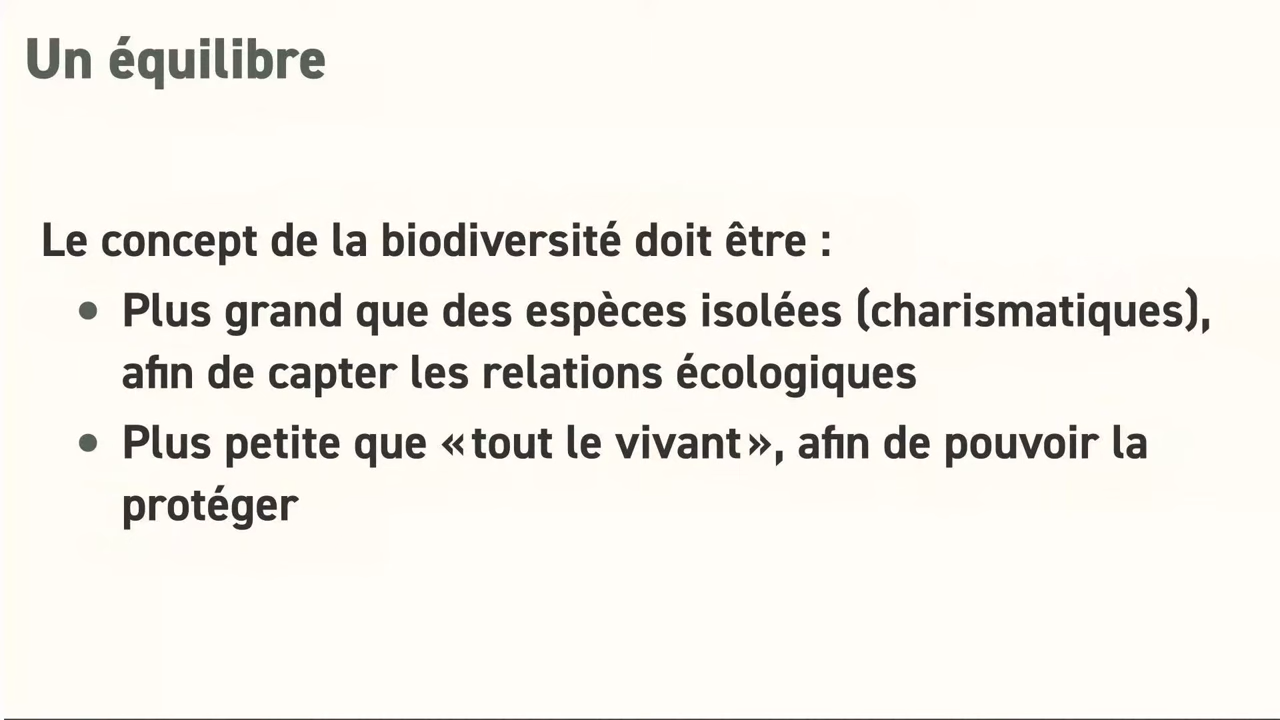 Un équilibre
Le concept de la biodiversité doit être :
• Plus grand que des espèces isolées (charismatiques),
afin de capter les relations écologiques
• Plus petite que «tout le vivant», afin de pouvoir la
protéger